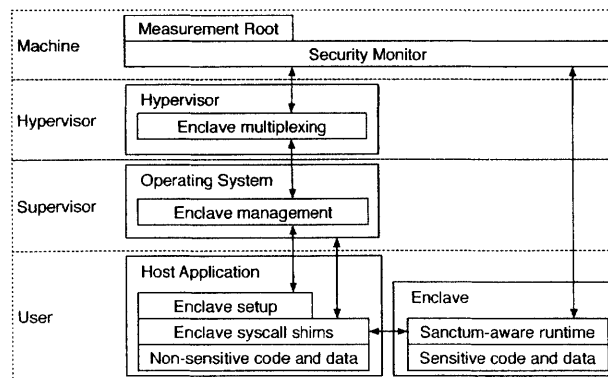 Measurement Root
Machine
Security Monitor
Hypervisor
Hypervisor
Enclave multiplexing
Operating System
Supervisor
Enclave management
Host Application
Enclave
Enclave setup
User
Enclave syscall shims
Sanctum-aware runtime
Non-sensitive code and data
Sensitive code and data